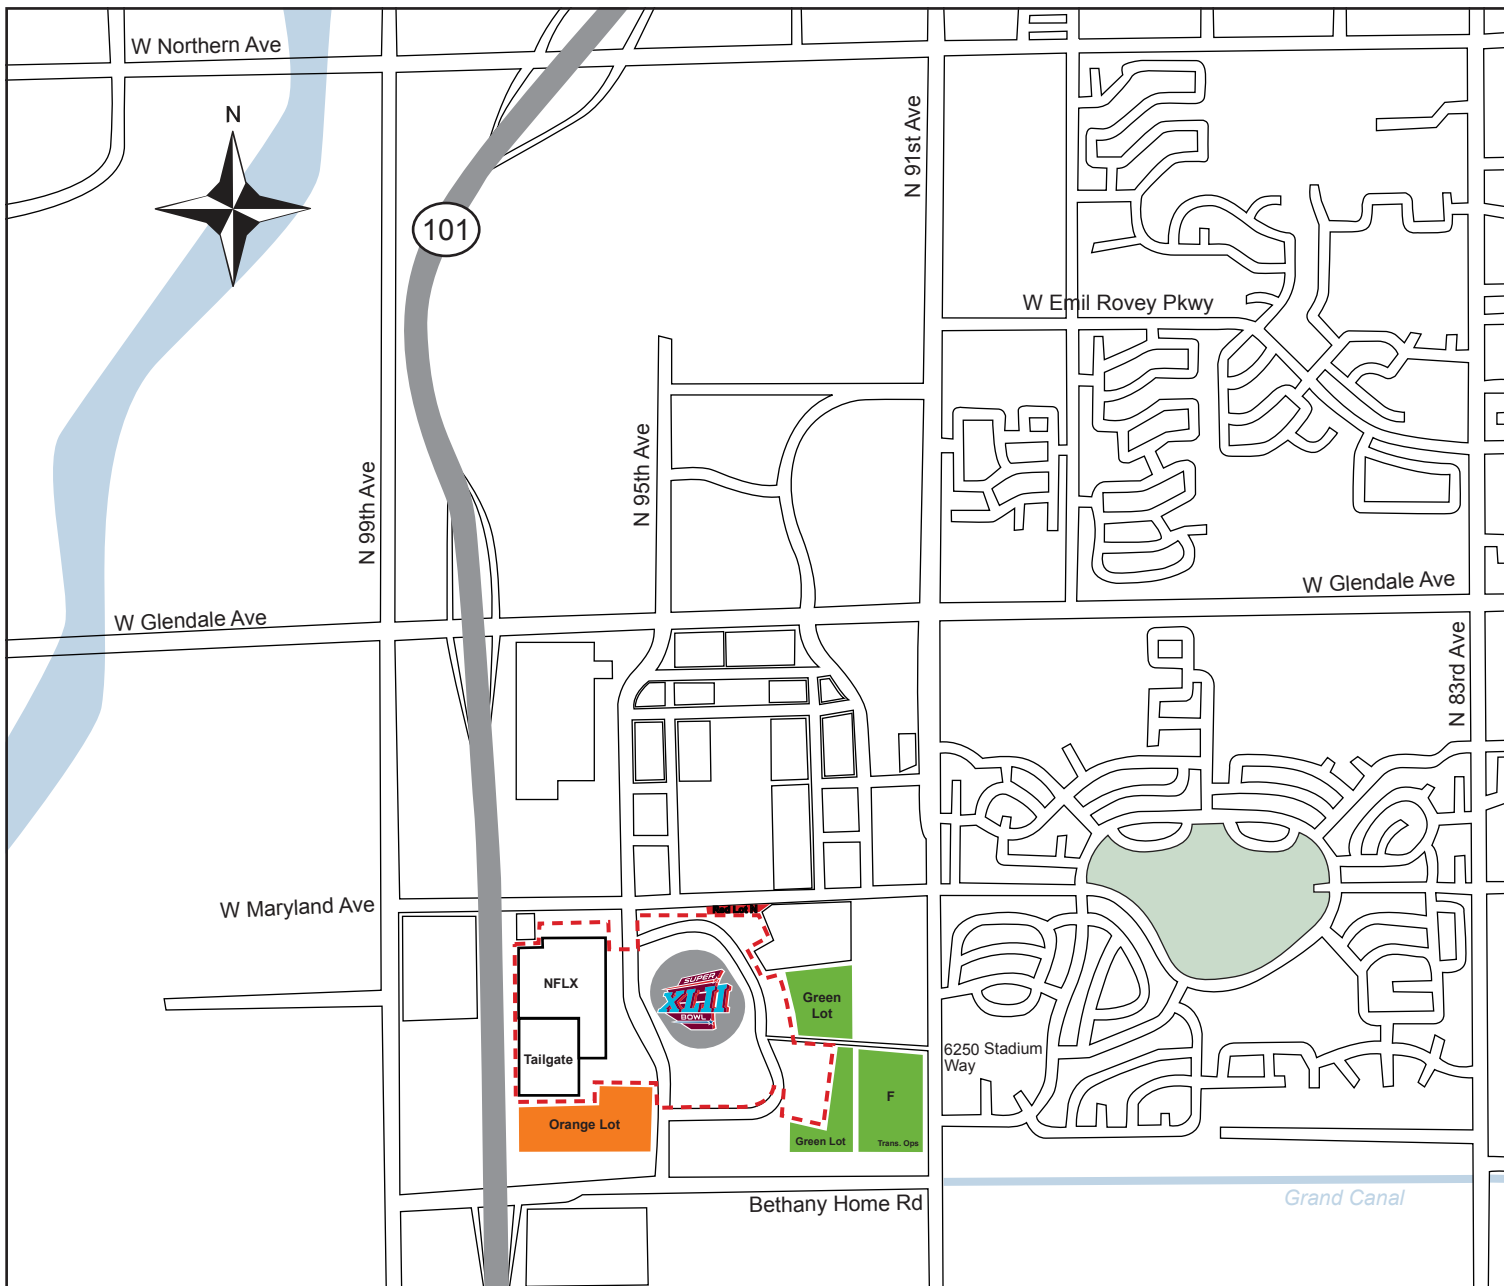 W Northern Ave
N
N 91st Ave
101
W Emil Rovey Pkwy
N 95th Ave
N 99th Ave
W Glendale Ave
W Glendale Ave
N 83rd Ave
W Maryland Ave
Red Lot N
NFLX
SUPER
XLII
BOWL
Green
Lot
Tailgate
6250 Stadium
Way
F
Orange Lot
Green Lot
Trans. Ops
Bethany Home Rd
Grand Canal